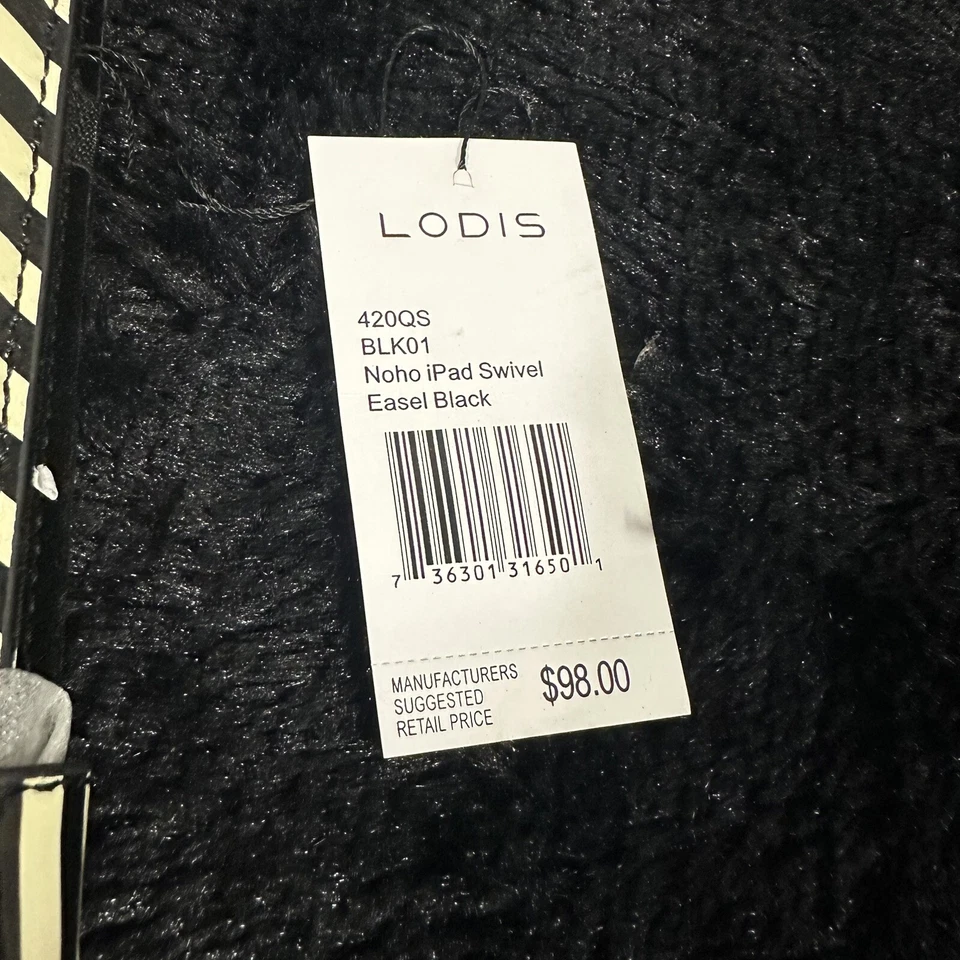 LODIS
420QS
BLK01
Noho iPad Swivel
Easel Black
7 36301 31650 1
MANUFACTURERS
SUGGESTED
RETAIL PRICE
$98.00